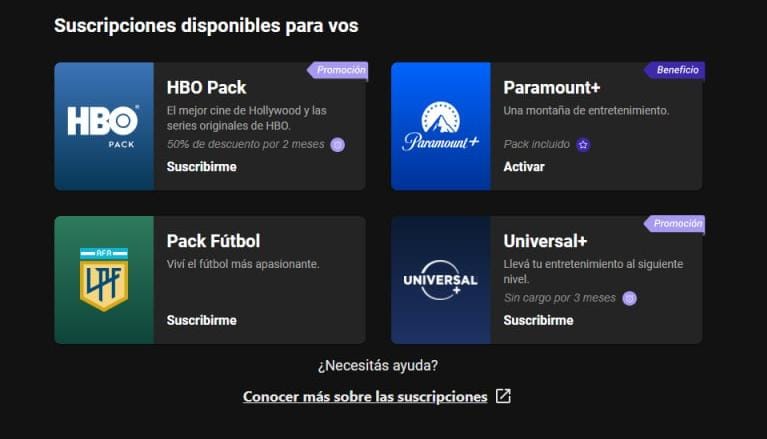 Suscripciones disponibles para vos
Promoción
HBO Pack
El mejor cine de Hollywood y las
series originales de HBO.
50% de descuento por 2 meses
Suscribirme
HBO
PACK
Beneficio
Paramount+
Una montaña de entretenimiento.
Pack incluido
Activar
Paramount+
Pack Fútbol
Viví el fútbol más apasionante.
Suscribirme
AFA
LPF
Promoción
Universal+
Llevá tu entretenimiento al siguiente
nivel.
Sin cargo por 3 meses
Suscribirme
UNIVERSAL
+
¿Necesitás ayuda?
Conocer más sobre las suscripciones